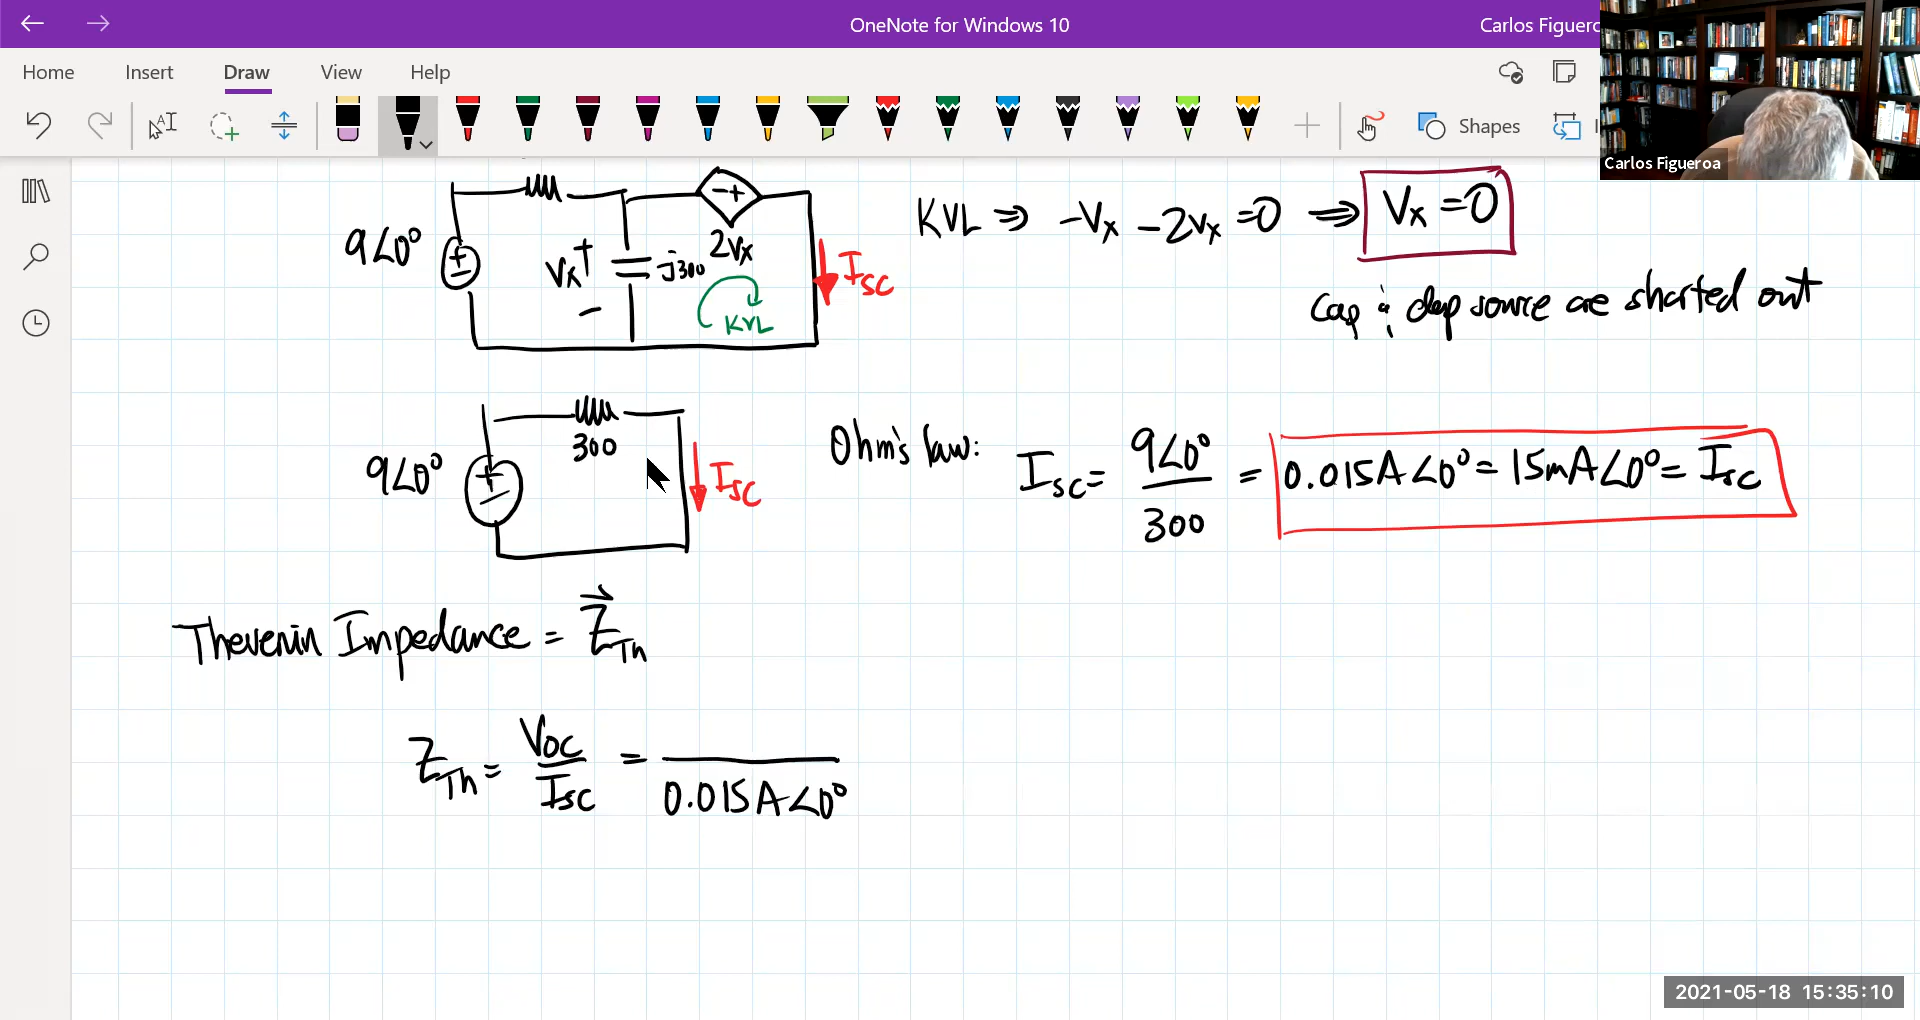 OneNote for Windows 10
Carlos Figuero
Home Insert Draw View Help
Shapes
Carlos Figueroa
9∠0°
Vx + −
-j300
− +
2Vx
KVL
Isc
KVL ⇒ -Vx - 2Vx = 0 ⇒ Vx = 0
Cap & dep source are shorted out
9∠0°
300
Isc
Ohm's law: Isc = 9∠0° / 300 = 0.015A∠0° = 15mA∠0° = Isc
Thevenin Impedance = Z⃗Th
ZTh = Voc / Isc = / 0.015A∠0°
2021-05-18 15:35:10